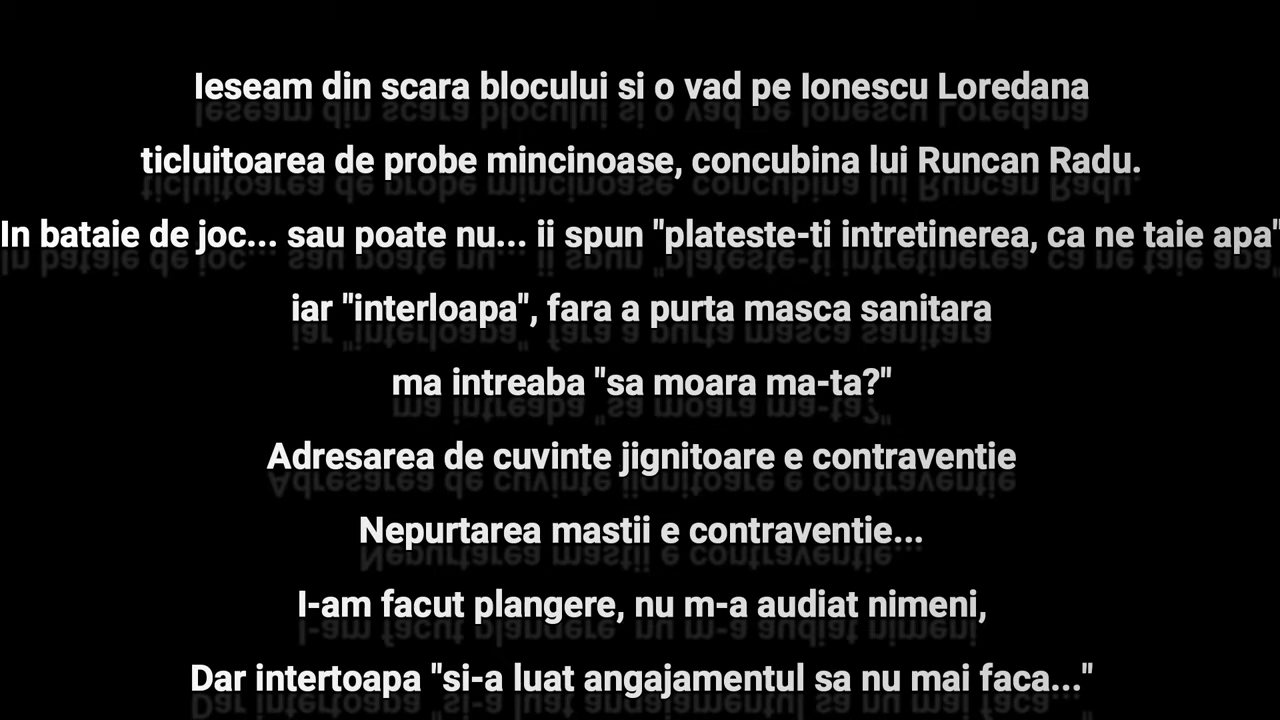 Ieseam din scara blocului si o vad pe Ionescu Loredana
ticluitoarea de probe mincinoase, concubina lui Runcan Radu.
In bataie de joc... sau poate nu... ii spun "plateste-ti intretinerea, ca ne taie apa"
iar "interloapa", fara a purta masca sanitara
ma intreaba "sa moara ma-ta?"
Adresarea de cuvinte jignitoare e contraventie
Nepurtarea mastii e contraventie...
I-am facut plangere, nu m-a audiat nimeni,
Dar intertoapa "si-a luat angajamentul sa nu mai faca..."